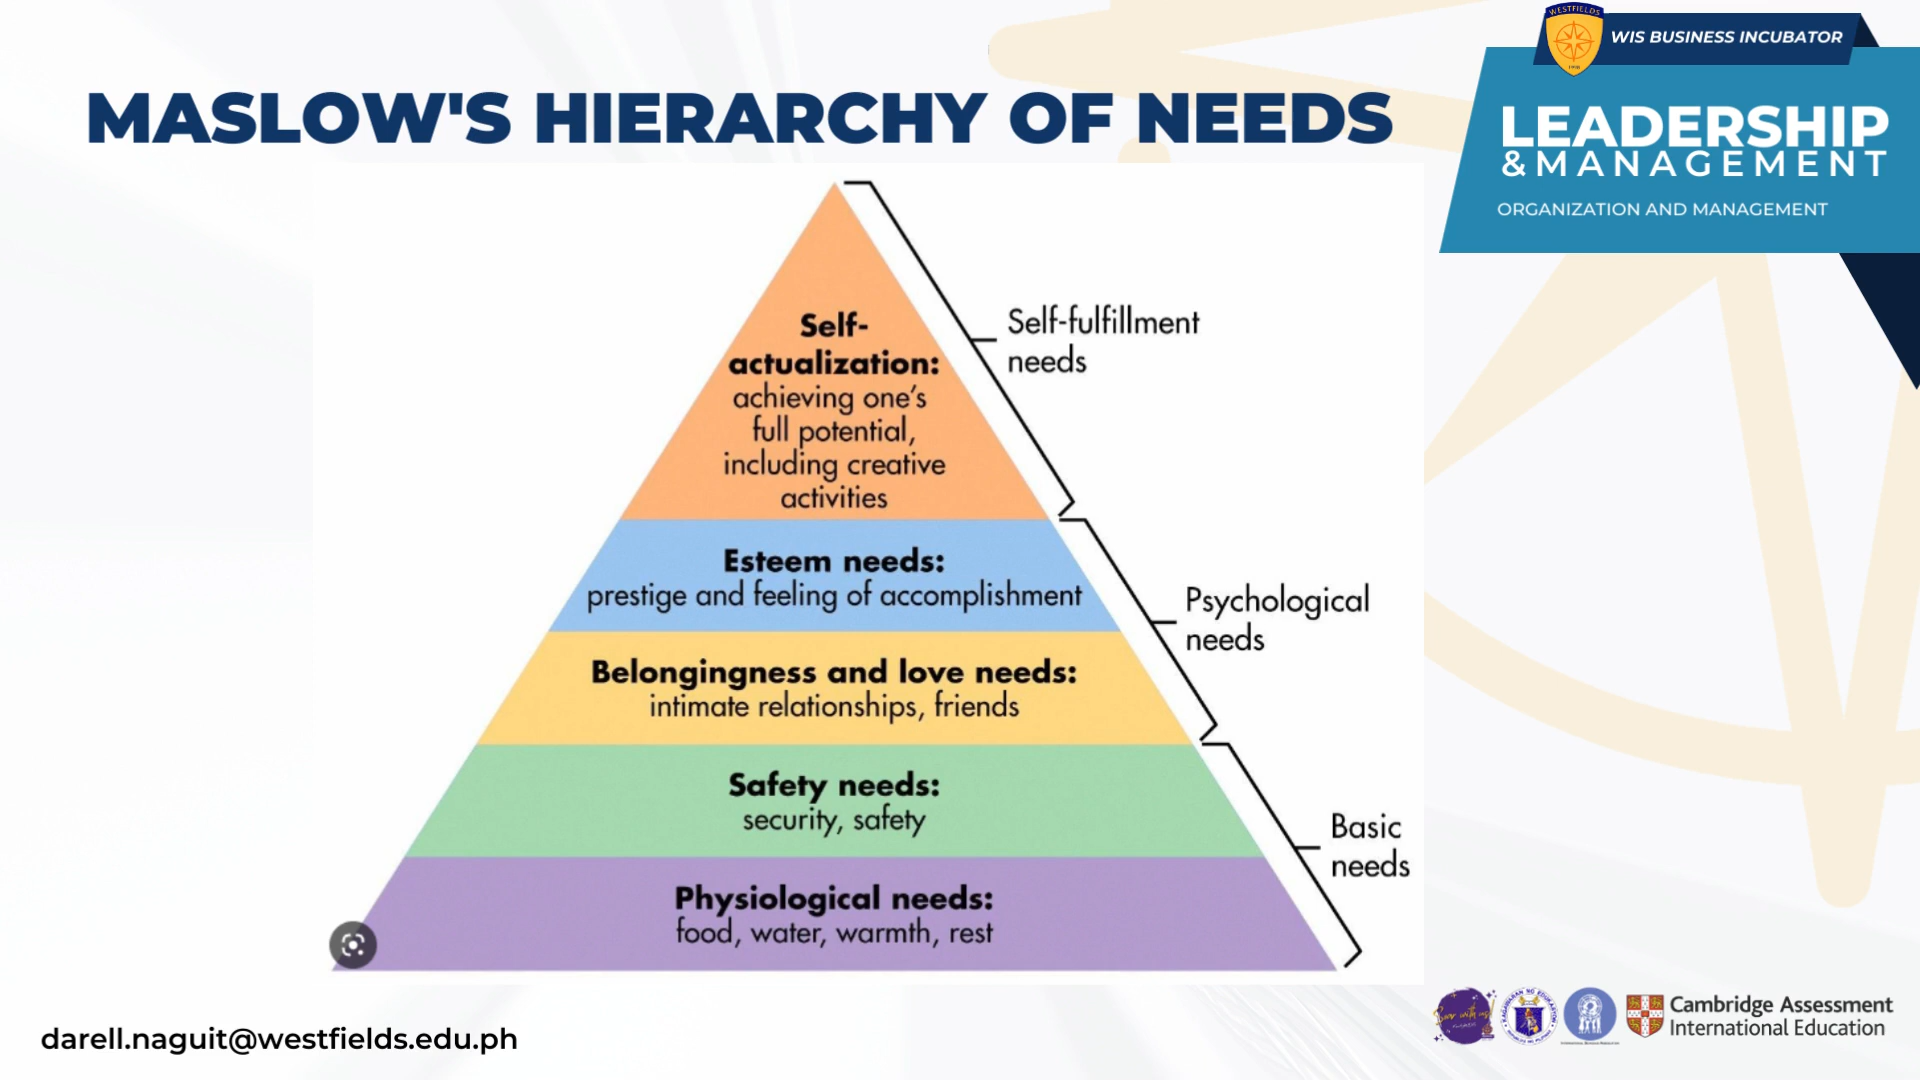 WESTFIELDS
1998
WIS BUSINESS INCUBATOR
LEADERSHIP
& MANAGEMENT
ORGANIZATION AND MANAGEMENT
MASLOW'S HIERARCHY OF NEEDS
Self-
actualization:
achieving one's
full potential,
including creative
activities
Self-fulfillment
needs
Esteem needs:
prestige and feeling of accomplishment
Psychological
needs
Belongingness and love needs:
intimate relationships, friends
Safety needs:
security, safety
Basic
needs
Physiological needs:
food, water, warmth, rest
darell.naguit@westfields.edu.ph
Cambridge Assessment
International Education